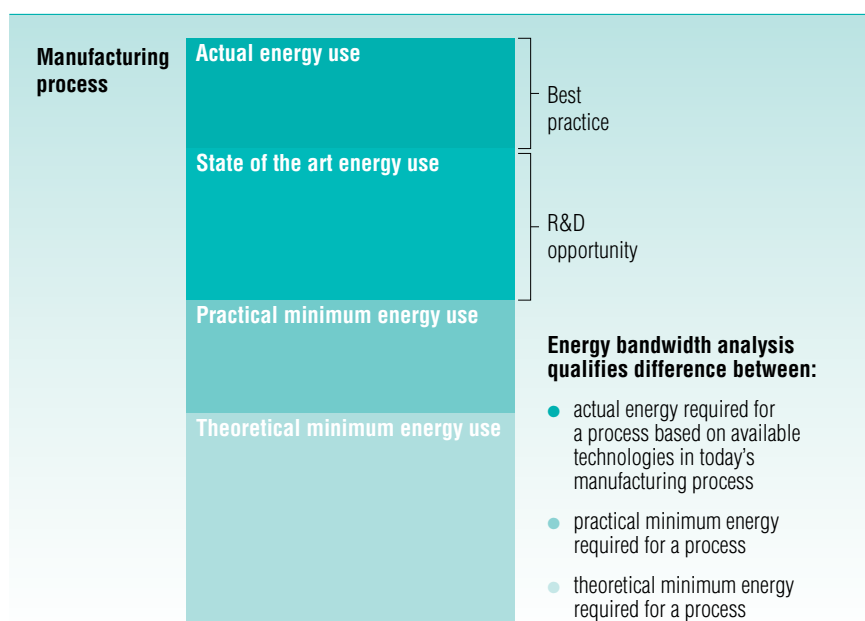 Manufacturing
process
Actual energy use
Best
practice
State of the art energy use
R&D
opportunity
Practical minimum energy use
Theoretical minimum energy use
Energy bandwidth analysis
qualifies difference between:
actual energy required for
a process based on available
technologies in today’s
manufacturing process
practical minimum energy
required for a process
theoretical minimum energy
required for a process